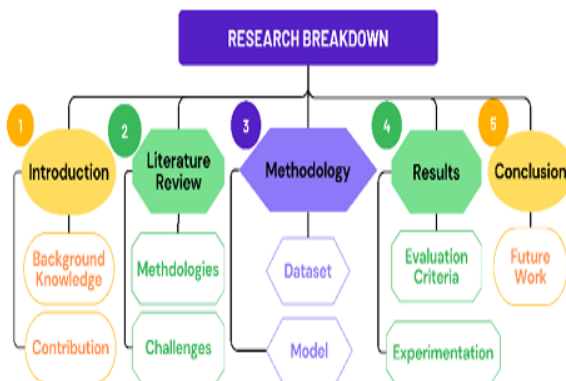 RESEARCH BREAKDOWN
1
Introduction
Background
Knowledge
Contribution
2
Literature
Review
Methdologies
Challenges
3
Methodology
Dataset
Model
4
Results
Evaluation
Criteria
Experimentation
5
Conclusion
Future
Work